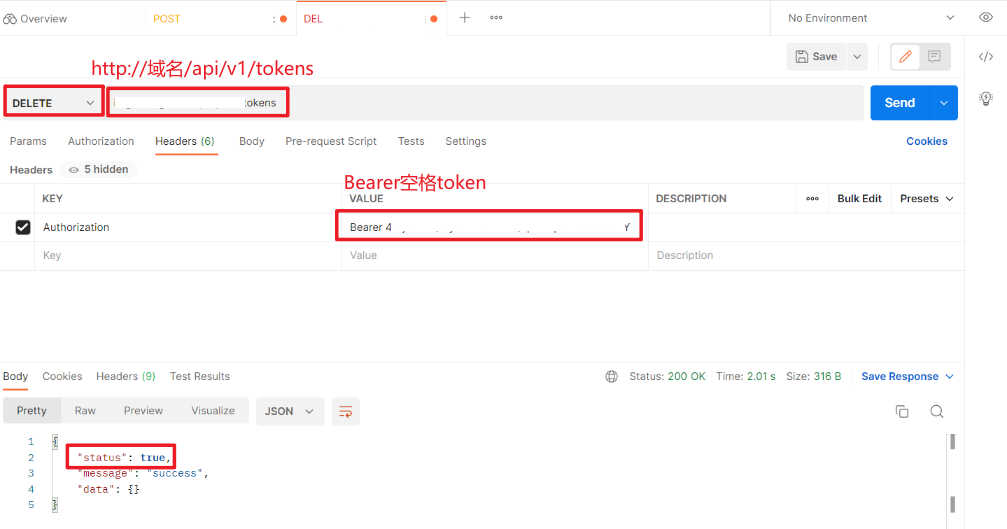 Overview
POST
DEL
No Environment
http://域名/api/v1/tokens
Save
DELETE
tokens
Send
Params
Authorization
Headers (6)
Body
Pre-request Script
Tests
Settings
Cookies
Headers
5 hidden
Bearer空格token
KEY
VALUE
DESCRIPTION
Bulk Edit
Presets
Authorization
Bearer 4 Y
Key
Value
Description
Body
Cookies
Headers (9)
Test Results
Status: 200 OK
Time: 2.01 s
Size: 316 B
Save Response
Pretty
Raw
Preview
Visualize
JSON
1 {
2 "status": true,
3 "message": "success",
4 "data": {}
5 }